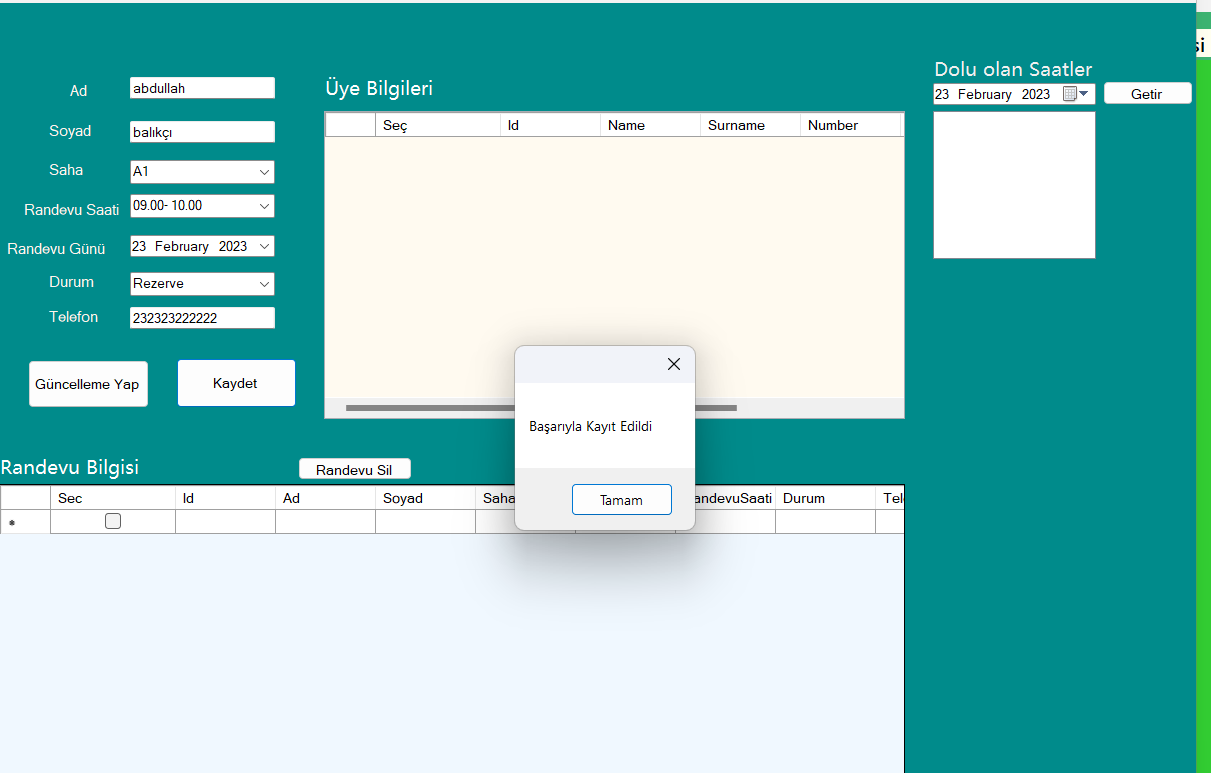 Ad abdullah
Soyad balıkçı
Saha A1
Randevu Saati 09.00- 10.00
Randevu Günü 23 February 2023
Durum Rezerve
Telefon 232323222222
Güncelleme Yap Kaydet
Üye Bilgileri
Seç Id Name Surname Number
Dolu olan Saatler
23 February 2023 Getir
Başarıyla Kayıt Edildi
Tamam
Randevu Bilgisi Randevu Sil
Sec Id Ad Soyad Saha andevuSaati Durum Tel
si